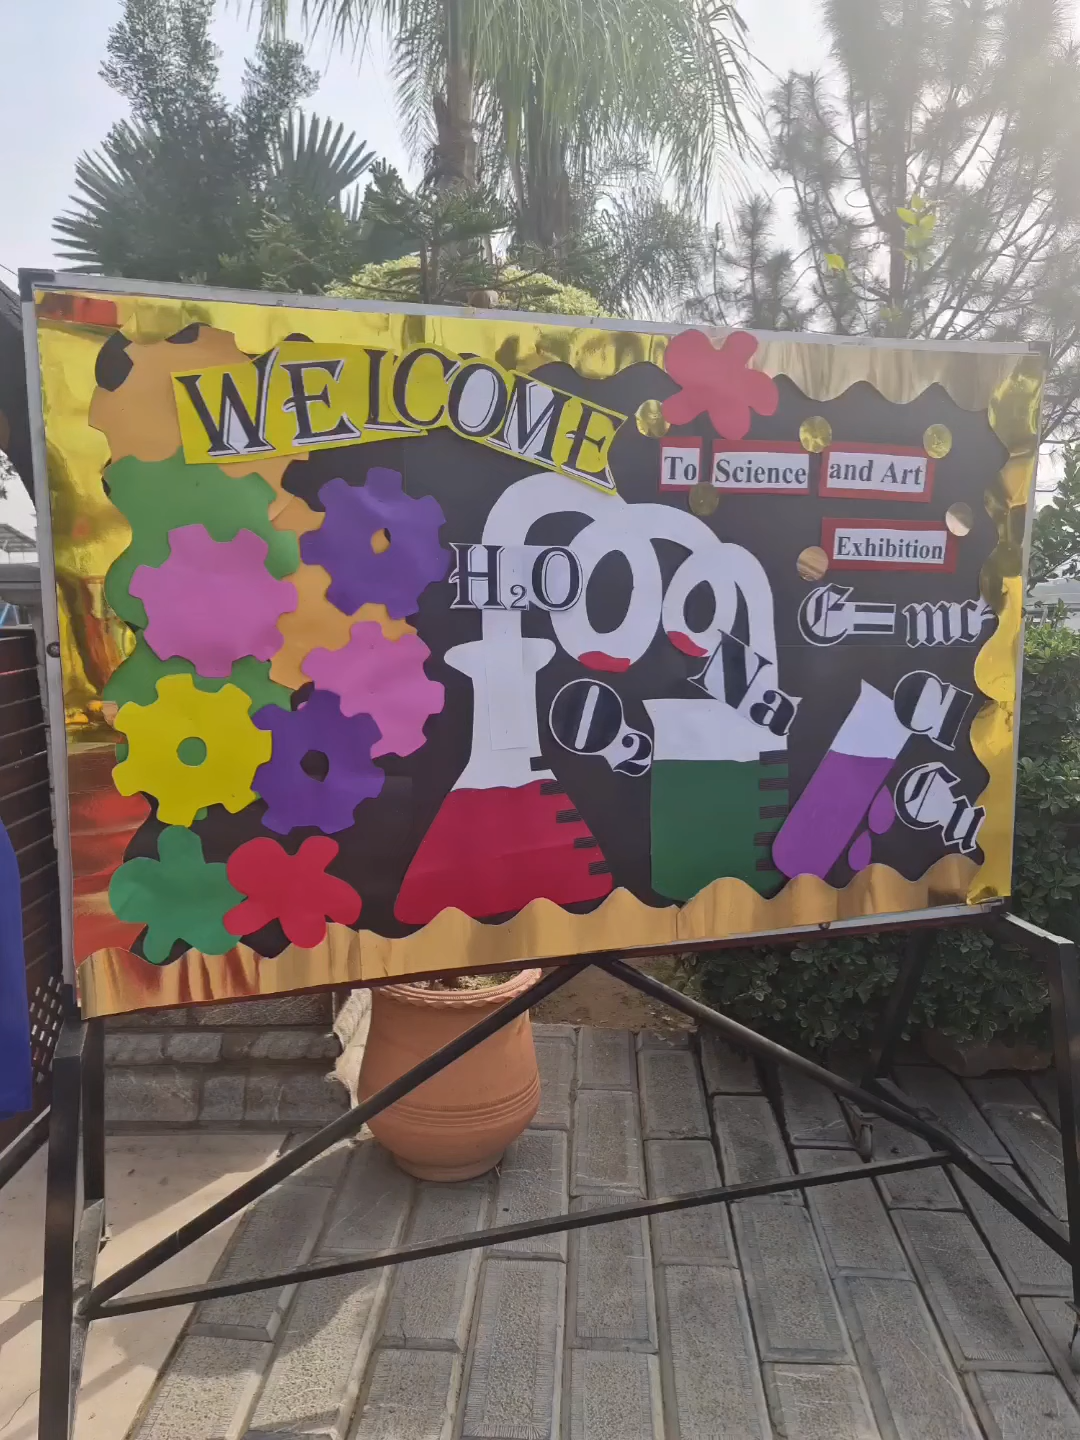 WELCOME
To Science and Art
Exhibition
H₂O
E=mc²
Na
O₂
Cl
Cu